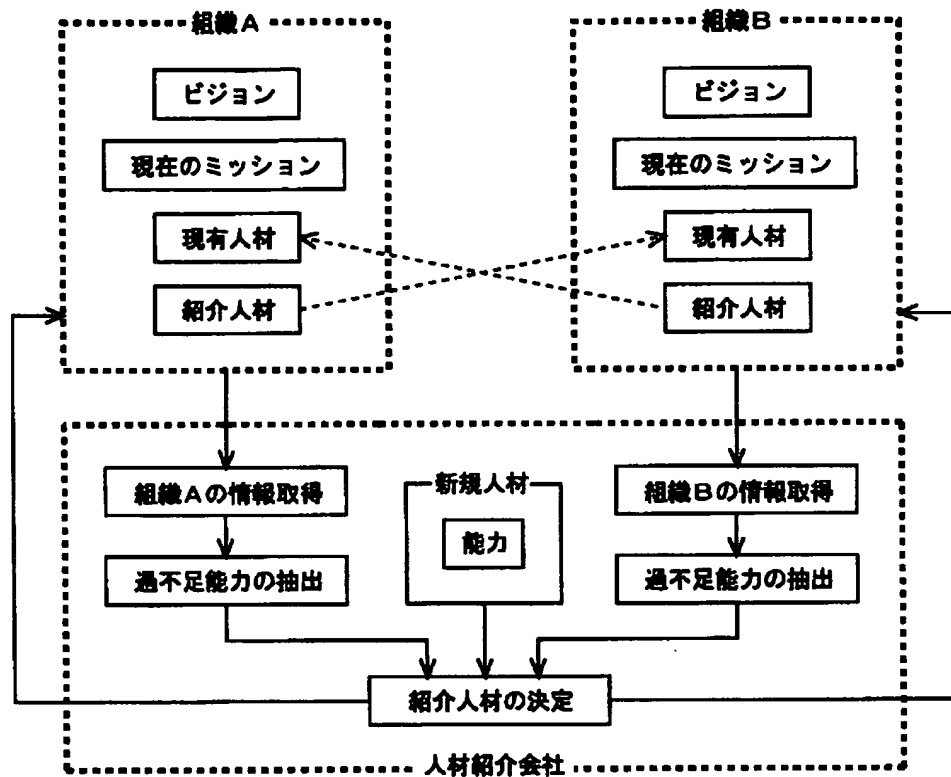 組織A
組織B
ビジョン
ビジョン
現在のミッション
現在のミッション
現有人材
現有人材
紹介人材
紹介人材
組織Aの情報取得
新規人材
組織Bの情報取得
能力
過不足能力の抽出
過不足能力の抽出
紹介人材の決定
人材紹介会社